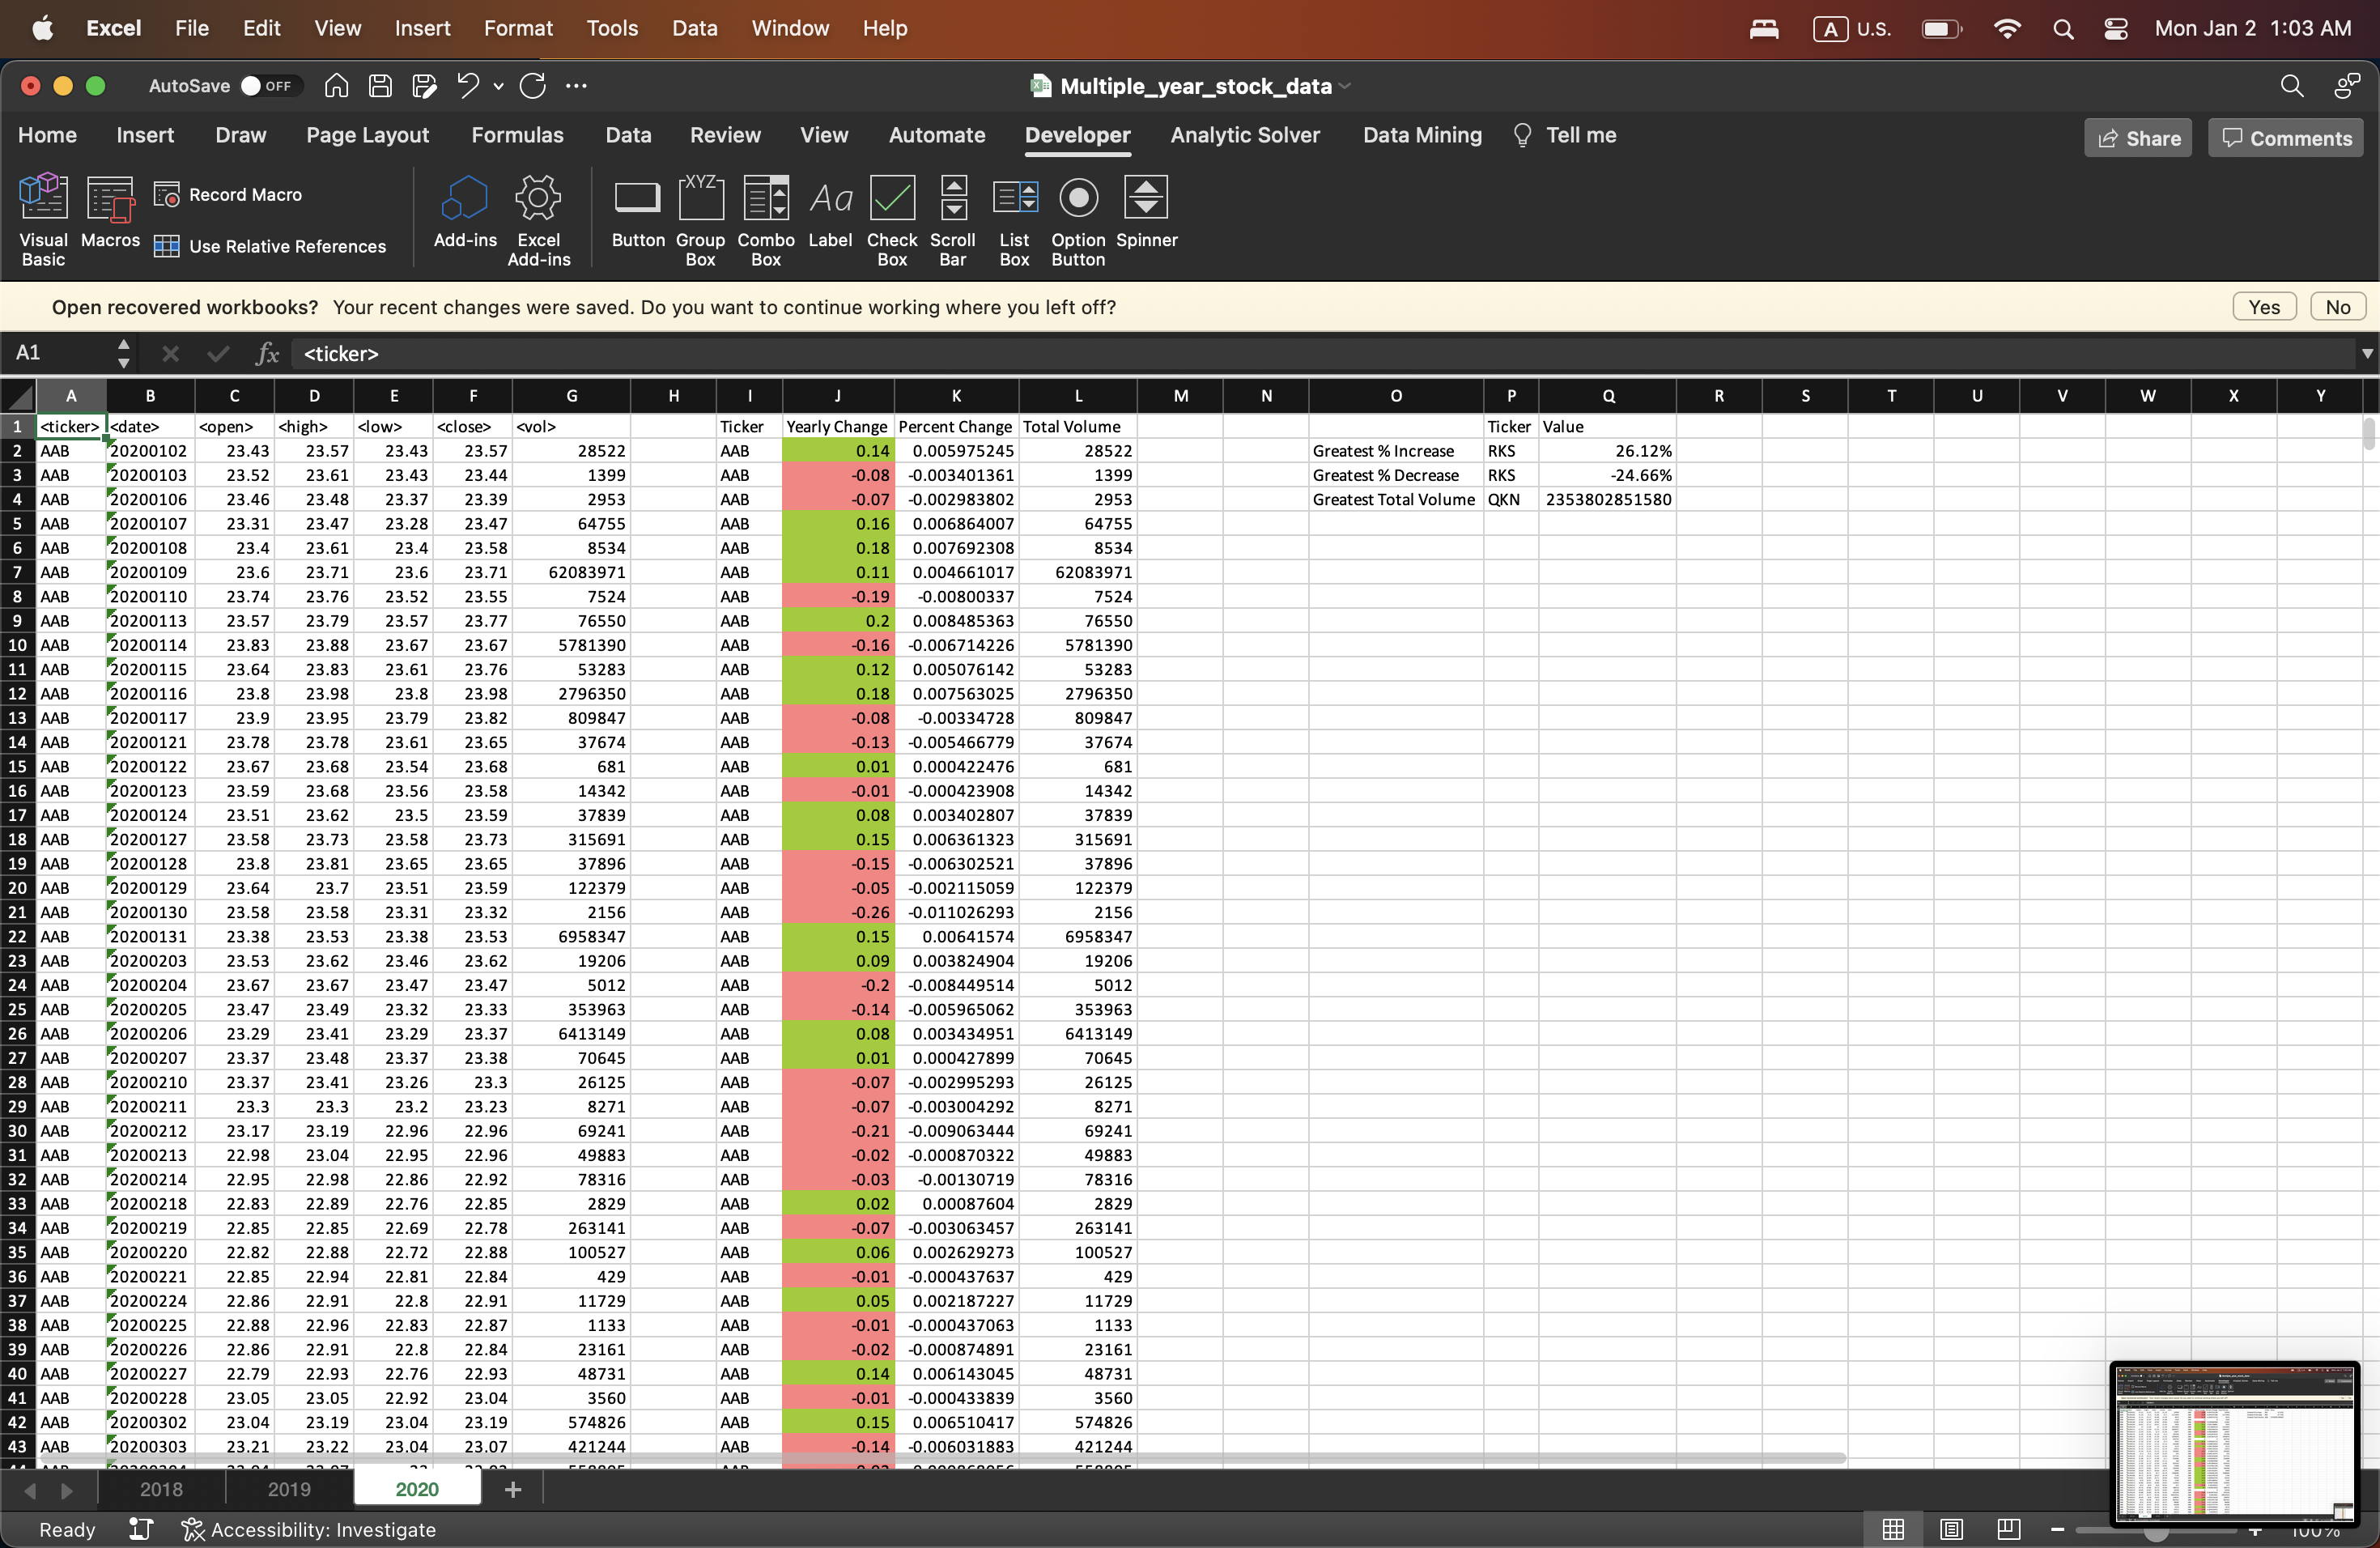 Excel File Edit View Insert Format Tools Data Window Help A U.S. Mon Jan 2 1:03 AM
AutoSave OFF Multiple_year_stock_data
Home Insert Draw Page Layout Formulas Data Review View Automate Developer Analytic Solver Data Mining Tell me Share Comments
Visual Basic Macros Record Macro Use Relative References Add-ins Excel Add-ins Button XYZ Group Box Combo Box Aa Label Check Box Scroll Bar List Box Option Button Spinner
Open recovered workbooks? Your recent changes were saved. Do you want to continue working where you left off? Yes No
A1 fx <ticker>
A B C D E F G H I J K L M N O P Q R S T U V W X Y
1 <ticker> <date> <open> <high> <low> <close> <vol> Ticker Yearly Change Percent Change Total Volume Ticker Value
2 AAB 20200102 23.43 23.57 23.43 23.57 28522 AAB 0.14 0.005975245 28522 Greatest % Increase RKS 26.12%
3 AAB 20200103 23.52 23.61 23.43 23.44 1399 AAB -0.08 -0.003401361 1399 Greatest % Decrease RKS -24.66%
4 AAB 20200106 23.46 23.48 23.37 23.39 2953 AAB -0.07 -0.002983802 2953 Greatest Total Volume QKN 2353802851580
5 AAB 20200107 23.31 23.47 23.28 23.47 64755 AAB 0.16 0.006864007 64755
6 AAB 20200108 23.4 23.61 23.4 23.58 8534 AAB 0.18 0.007692308 8534
7 AAB 20200109 23.6 23.71 23.6 23.71 62083971 AAB 0.11 0.004661017 62083971
8 AAB 20200110 23.74 23.76 23.52 23.55 7524 AAB -0.19 -0.00800337 7524
9 AAB 20200113 23.57 23.79 23.57 23.77 76550 AAB 0.2 0.008485363 76550
10 AAB 20200114 23.83 23.88 23.67 23.67 5781390 AAB -0.16 -0.006714226 5781390
11 AAB 20200115 23.64 23.83 23.61 23.76 53283 AAB 0.12 0.005076142 53283
12 AAB 20200116 23.8 23.98 23.8 23.98 2796350 AAB 0.18 0.007563025 2796350
13 AAB 20200117 23.9 23.95 23.79 23.82 809847 AAB -0.08 -0.00334728 809847
14 AAB 20200121 23.78 23.78 23.61 23.65 37674 AAB -0.13 -0.005466779 37674
15 AAB 20200122 23.67 23.68 23.54 23.68 681 AAB 0.01 0.000422476 681
16 AAB 20200123 23.59 23.68 23.56 23.58 14342 AAB -0.01 -0.000423908 14342
17 AAB 20200124 23.51 23.62 23.5 23.59 37839 AAB 0.08 0.003402807 37839
18 AAB 20200127 23.58 23.73 23.58 23.73 315691 AAB 0.15 0.006361323 315691
19 AAB 20200128 23.8 23.81 23.65 23.65 37896 AAB -0.15 -0.006302521 37896
20 AAB 20200129 23.64 23.7 23.51 23.59 122379 AAB -0.05 -0.002115059 122379
21 AAB 20200130 23.58 23.58 23.31 23.32 2156 AAB -0.26 -0.011026293 2156
22 AAB 20200131 23.38 23.53 23.38 23.53 6958347 AAB 0.15 0.00641574 6958347
23 AAB 20200203 23.53 23.62 23.46 23.62 19206 AAB 0.09 0.003824904 19206
24 AAB 20200204 23.67 23.67 23.47 23.47 5012 AAB -0.2 -0.008449514 5012
25 AAB 20200205 23.47 23.49 23.32 23.33 353963 AAB -0.14 -0.005965062 353963
26 AAB 20200206 23.29 23.41 23.29 23.37 6413149 AAB 0.08 0.003434951 6413149
27 AAB 20200207 23.37 23.48 23.37 23.38 70645 AAB 0.01 0.000427899 70645
28 AAB 20200210 23.37 23.41 23.26 23.3 26125 AAB -0.07 -0.002995293 26125
29 AAB 20200211 23.3 23.3 23.2 23.23 8271 AAB -0.07 -0.003004292 8271
30 AAB 20200212 23.17 23.19 22.96 22.96 69241 AAB -0.21 -0.009063444 69241
31 AAB 20200213 22.98 23.04 22.95 22.96 49883 AAB -0.02 -0.000870322 49883
32 AAB 20200214 22.95 22.98 22.86 22.92 78316 AAB -0.03 -0.00130719 78316
33 AAB 20200218 22.83 22.89 22.76 22.85 2829 AAB 0.02 0.00087604 2829
34 AAB 20200219 22.85 22.85 22.69 22.78 263141 AAB -0.07 -0.003063457 263141
35 AAB 20200220 22.82 22.88 22.72 22.88 100527 AAB 0.06 0.002629273 100527
36 AAB 20200221 22.85 22.94 22.81 22.84 429 AAB -0.01 -0.000437637 429
37 AAB 20200224 22.86 22.91 22.8 22.91 11729 AAB 0.05 0.002187227 11729
38 AAB 20200225 22.88 22.96 22.83 22.87 1133 AAB -0.01 -0.000437063 1133
39 AAB 20200226 22.86 22.91 22.8 22.84 23161 AAB -0.02 -0.000874891 23161
40 AAB 20200227 22.79 22.93 22.76 22.93 48731 AAB 0.14 0.006143045 48731
41 AAB 20200228 23.05 23.05 22.92 23.04 3560 AAB -0.01 -0.000433839 3560
42 AAB 20200302 23.04 23.19 23.04 23.19 574826 AAB 0.15 0.006510417 574826
43 AAB 20200303 23.21 23.22 23.04 23.07 421244 AAB -0.14 -0.006031883 421244
2018 2019 2020
Ready Accessibility: Investigate 100%